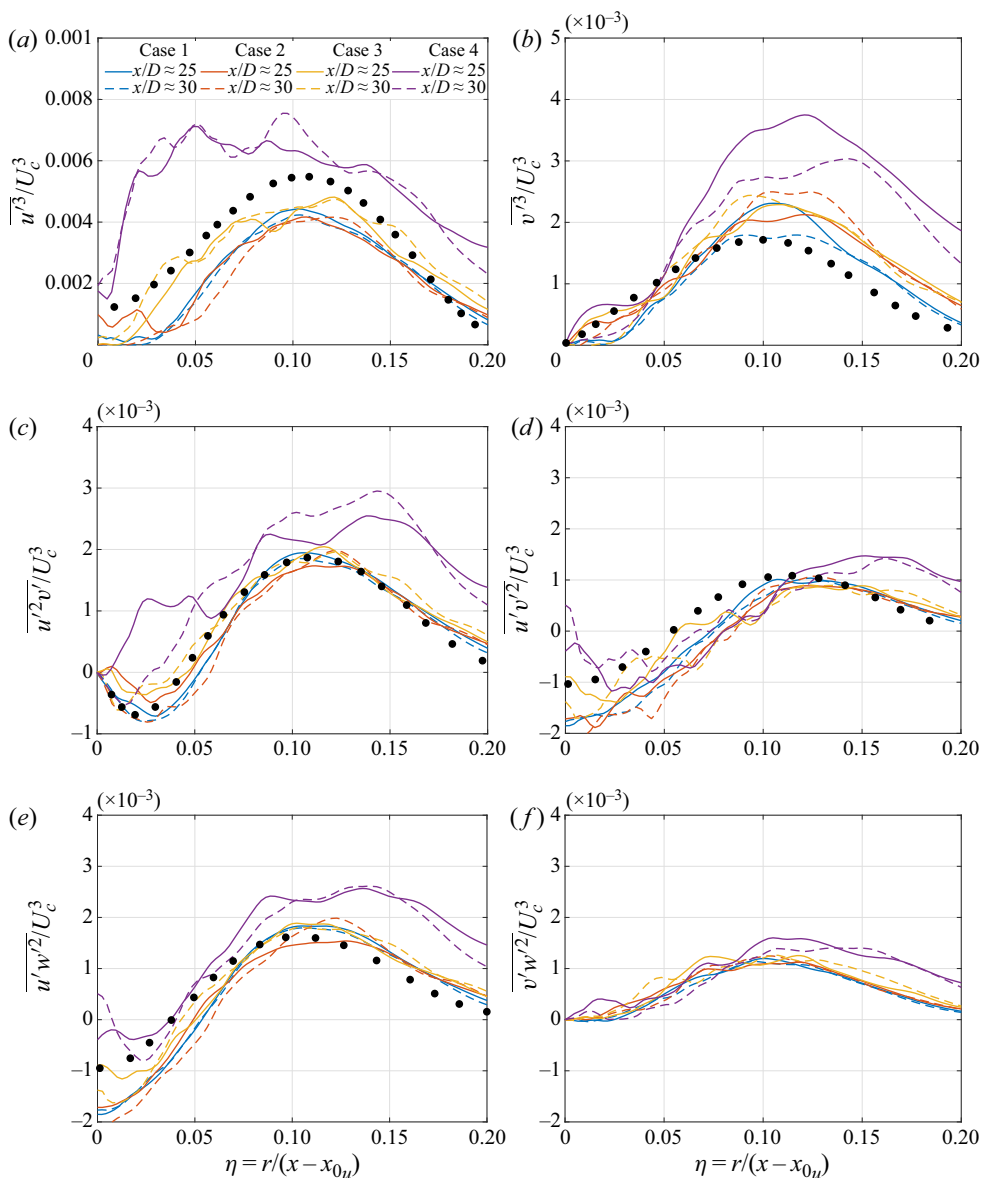 (a) (b) (×10⁻³)
0.001 5
Case 1 Case 2 Case 3 Case 4
x/D ≈ 25 x/D ≈ 25 x/D ≈ 25 x/D ≈ 25
x/D ≈ 30 x/D ≈ 30 x/D ≈ 30 x/D ≈ 30
0.008 4
0.006 3
u′³/U_c³ v′³/U_c³
0.004 2
0.002 1
0 0.05 0.10 0.15 0.20 0 0.05 0.10 0.15 0.20
(×10⁻³) (×10⁻³)
(c) 4 (d) 4
3 3
2 2
u′²v′/U_c³ u′v′²/U_c³
1 1
0 0
−1 −1
−2
0 0.05 0.10 0.15 0.20 0 0.05 0.10 0.15 0.20
(×10⁻³) (×10⁻³)
(e) 4 (f) 4
3 3
2 2
u′w′²/U_c³ v′w′²/U_c³
1 1
0 0
−1 −1
−2 −2
0 0.05 0.10 0.15 0.20 0 0.05 0.10 0.15 0.20
η = r/(x − x₀ᵤ) η = r/(x − x₀ᵤ)